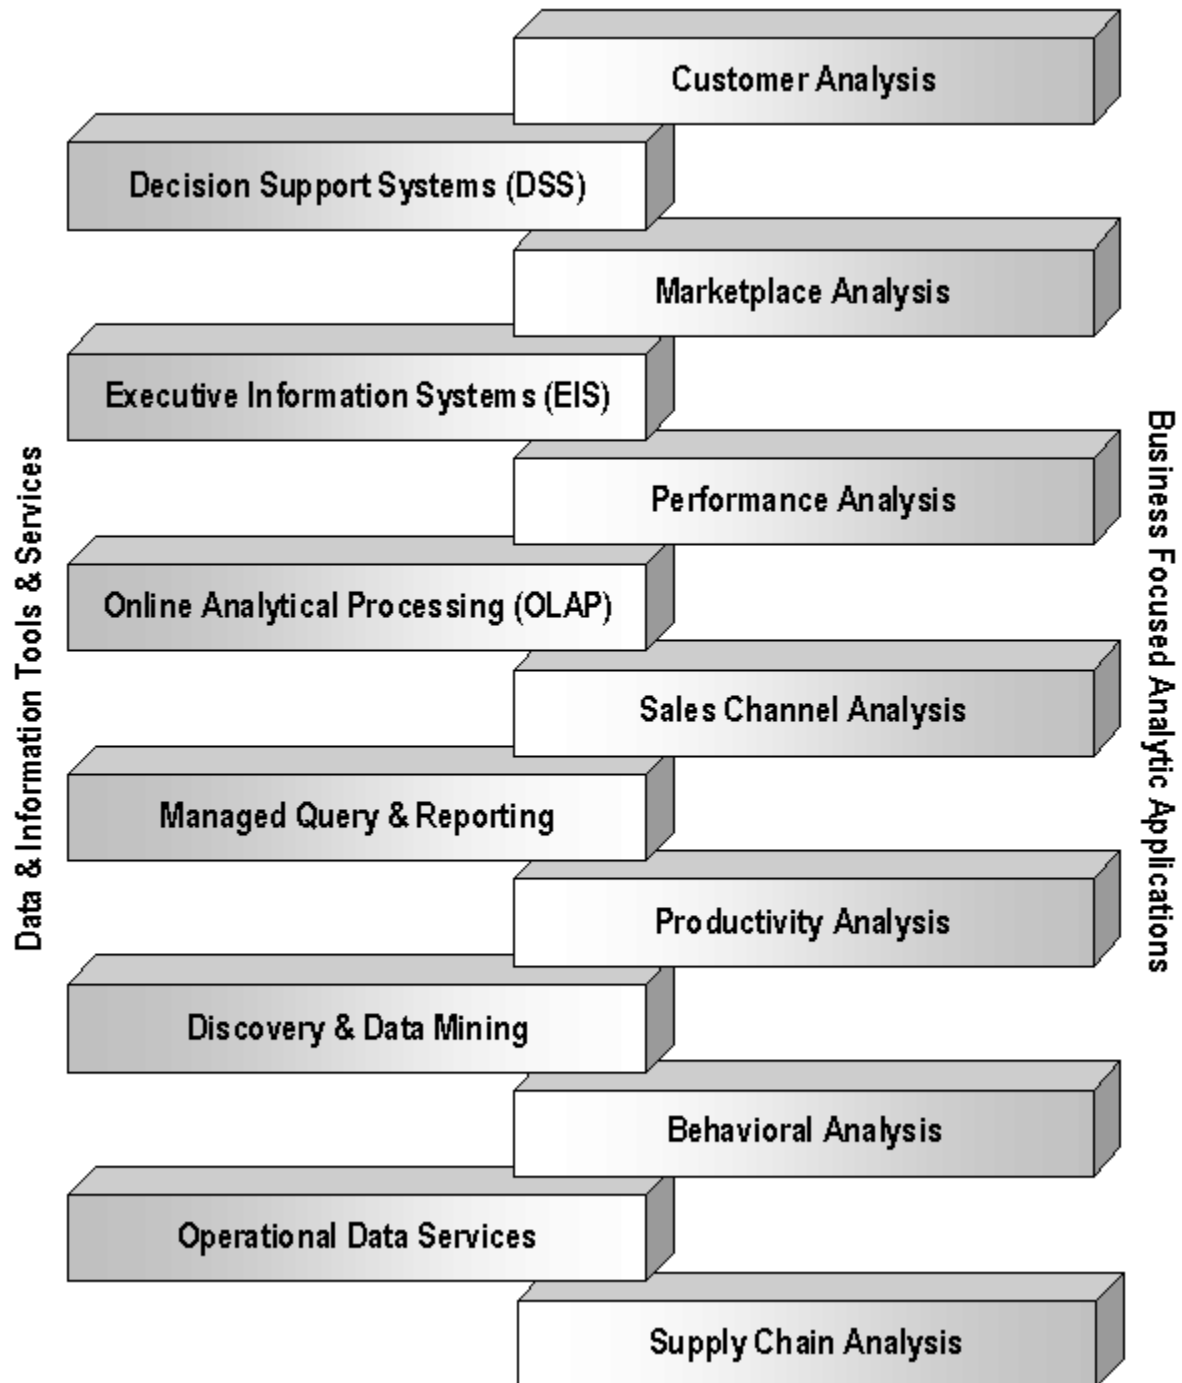 Customer Analysis
Decision Support Systems (DSS)
Marketplace Analysis
Executive Information Systems (EIS)
Performance Analysis
Online Analytical Processing (OLAP)
Sales Channel Analysis
Managed Query & Reporting
Productivity Analysis
Discovery & Data Mining
Behavioral Analysis
Operational Data Services
Supply Chain Analysis
Data & Information Tools & Services
Business Focused Analytic Applications